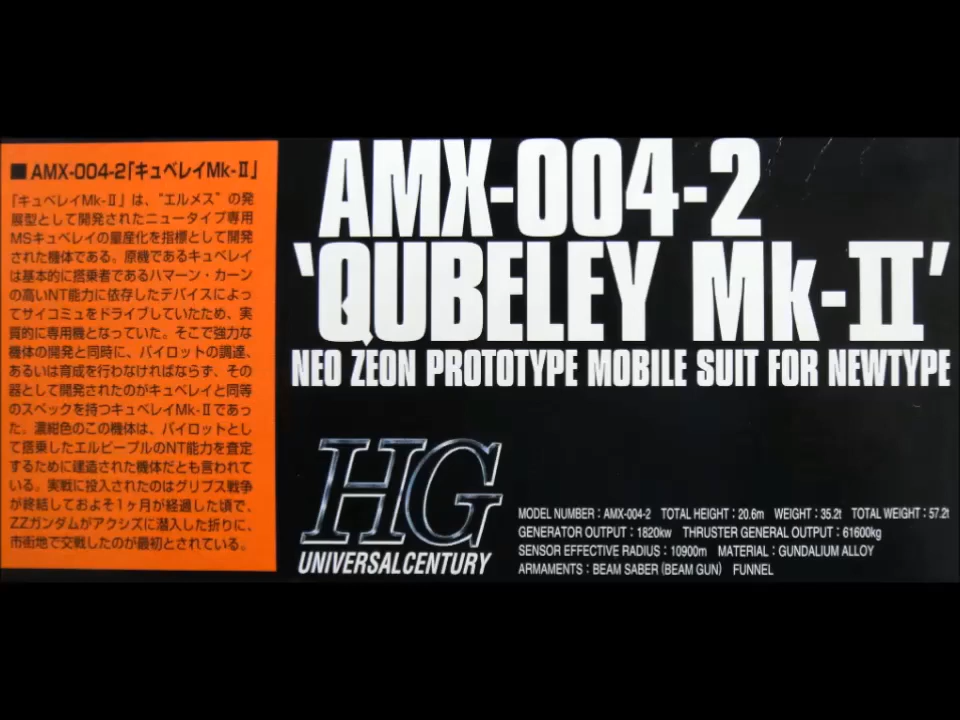 ■AMX-004-2「キュベレイMk-Ⅱ」
「キュベレイMk-Ⅱ」は、“エルメス”の発
展型として開発されたニュータイプ専用
MSキュベレイの量産化を指標として開発
された機体である。原機であるキュベレイ
は基本的に搭乗者であるハマーン・カーン
の高いNT能力に依存したデバイスによっ
てサイコミュをドライブしていたため、実
質的に専用機となっていた。そこで強力な
機体の開発と同時に、パイロットの調達、
あるいは育成を行わなければならず、その
器として開発されたのがキュベレイと同等
のスペックを持つキュベレイMk-Ⅱであっ
た。濃紺色のこの機体は、パイロットとし
て搭乗したエルピープルのNT能力を査定
するために建造された機体だとも言われて
いる。実戦に投入されたのはグリプス戦争
が終結しておよそ1ヶ月が経過した頃で、
ZZガンダムがアクシズに潜入した折りに、
市街地で交戦したのが最初とされている。
AMX-004-2
‘QUBELEY Mk-II’
NEO ZEON PROTOTYPE MOBILE SUIT FOR NEWTYPE
HG
UNIVERSAL CENTURY
MODEL NUMBER：AMX-004-2 TOTAL HEIGHT：20.6m WEIGHT：35.2t TOTAL WEIGHT：57.2t
GENERATOR OUTPUT：1820kw THRUSTER GENERAL OUTPUT：61600kg
SENSOR EFFECTIVE RADIUS：10900m MATERIAL：GUNDALIUM ALLOY
ARMAMENTS：BEAM SABER (BEAM GUN) FUNNEL